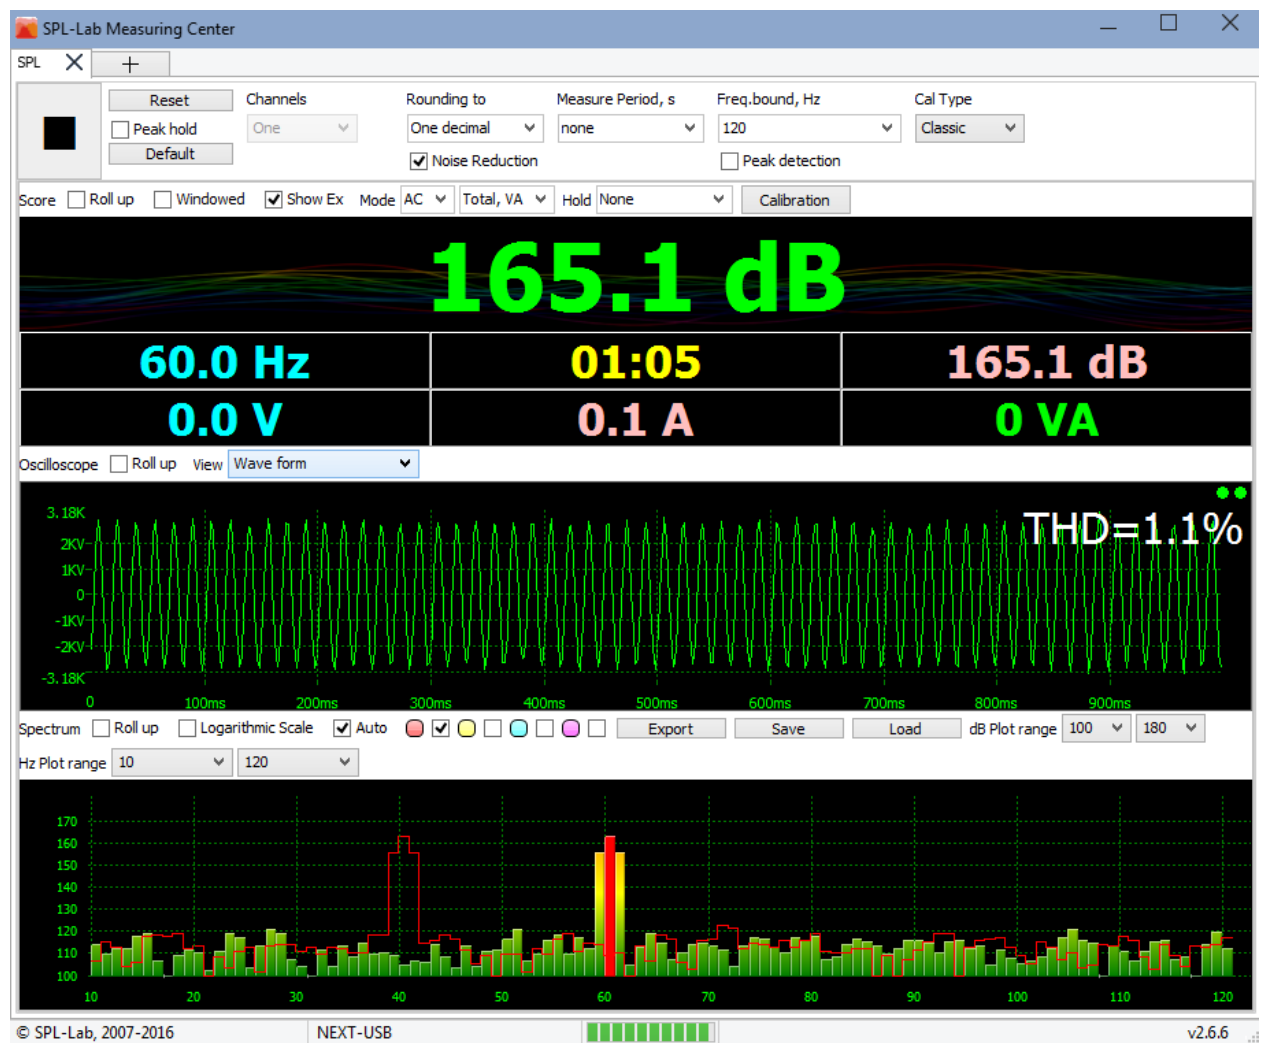 SPL-Lab Measuring Center
SPL
Reset
Peak hold
Default
Channels
One
Rounding to
One decimal
Noise Reduction
Measure Period, s
none
Freq.bound, Hz
120
Peak detection
Cal Type
Classic
Score Roll up Windowed Show Ex Mode AC Total, VA Hold None Calibration
165.1 dB
60.0 Hz 01:05 165.1 dB
0.0 V 0.1 A 0 VA
Oscilloscope Roll up View Wave form
THD=1.1%
3.18K
2KV
1KV
0
-1KV
-2KV
-3.18K
0 100ms 200ms 300ms 400ms 500ms 600ms 700ms 800ms 900ms
Spectrum Roll up Logarithmic Scale Auto Export Save Load dB Plot range 100 180
Hz Plot range 10 120
170
160
150
140
130
120
110
100
10 20 30 40 50 60 70 80 90 100 110 120
© SPL-Lab, 2007-2016 NEXT-USB v2.6.6